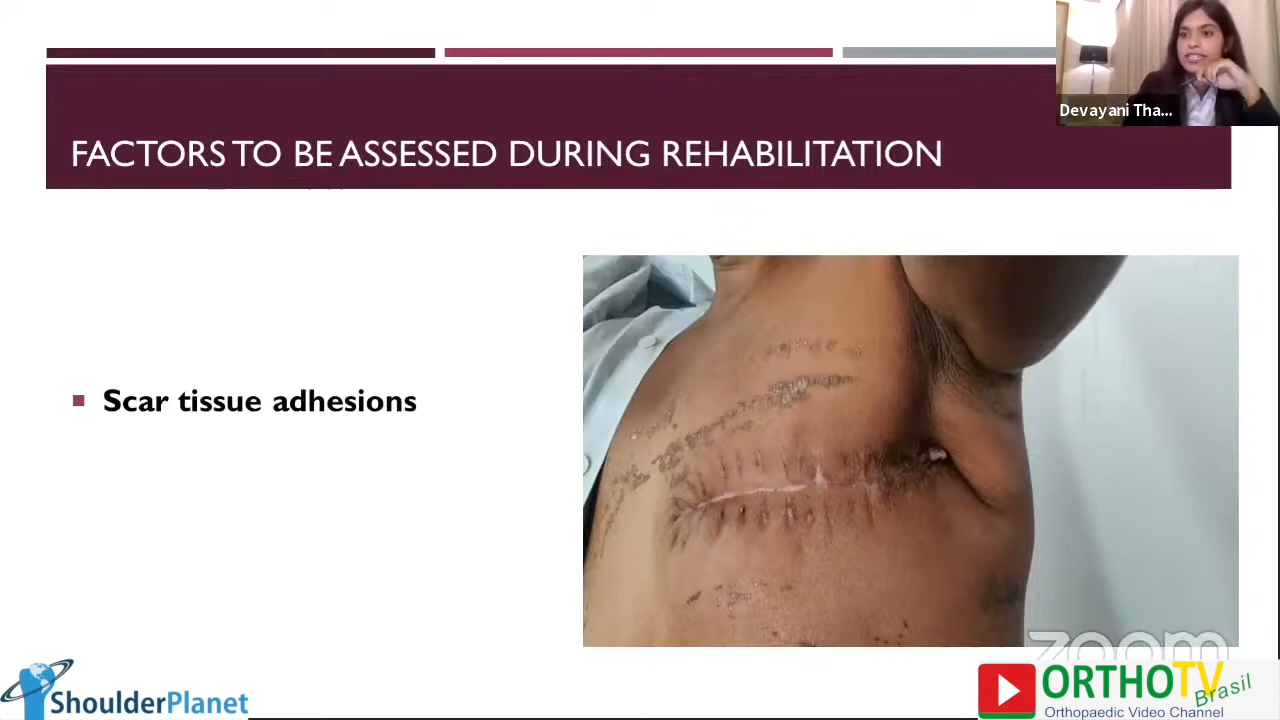 Devayani Tha...
FACTORS TO BE ASSESSED DURING REHABILITATION
Scar tissue adhesions
zoom
ShoulderPlanet
ORTHOTV
Brasil
Orthopaedic Video Channel